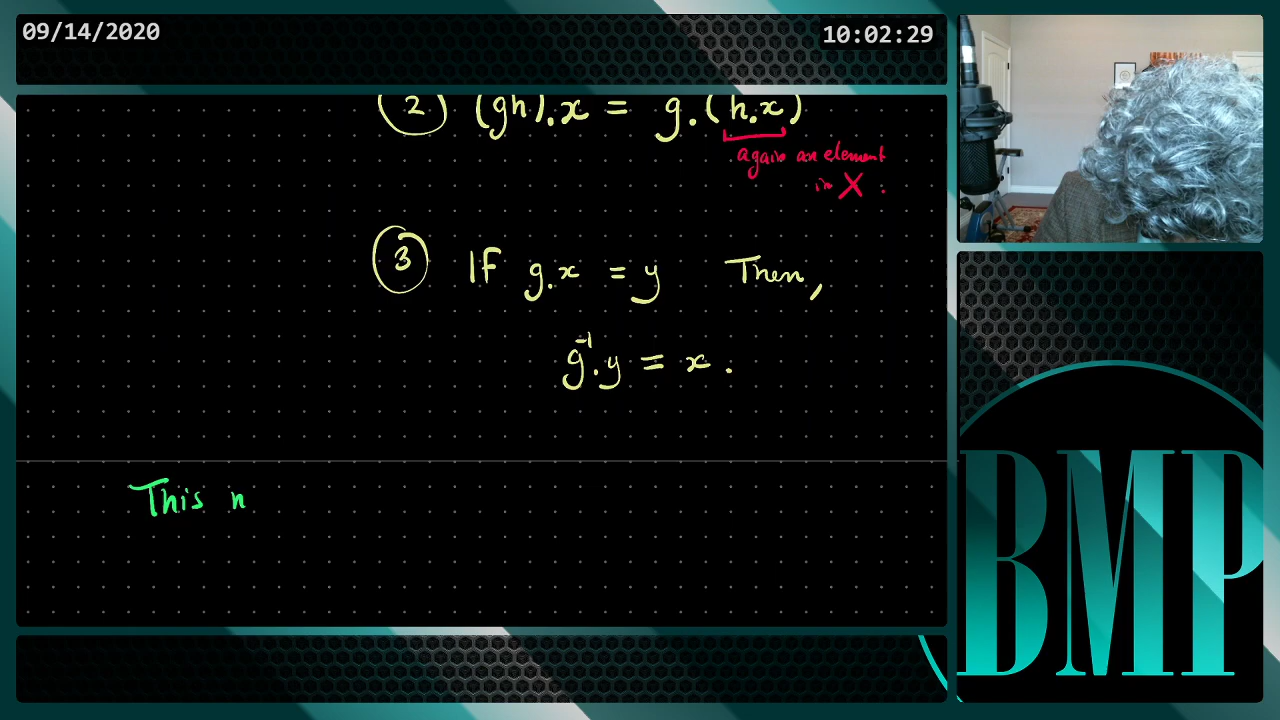 09/14/2020
10:02:29
② (gh).x = g.(h.x)
again an element
in X.
③ IF g.x = y Then,
g⁻¹.y = x.
This n
BMP